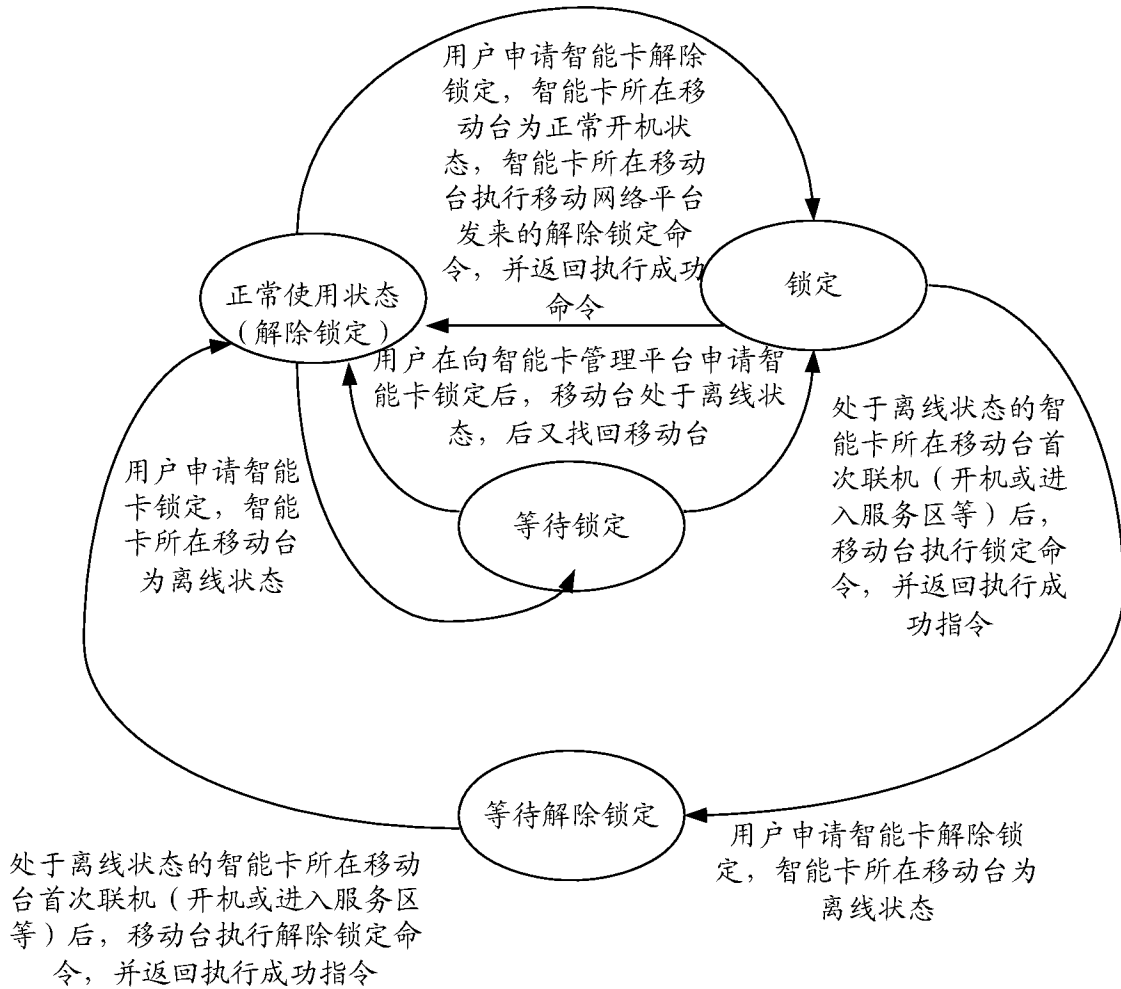 用户申请智能卡解除
锁定，智能卡所在移
动台为正常开机状
态，智能卡所在移动
台执行移动网络平台
发来的解除锁定命
令，并返回执行成功
命令
正常使用状态
（解除锁定）
锁定
用户在向智能卡管理平台申请智
能卡锁定后，移动台处于离线状
态，后又找回移动台
处于离线状态的智
能卡所在移动台首
次联机（开机或进
入服务区等）后，
移动台执行锁定命
令，并返回执行成
功指令
用户申请智能
卡锁定，智能
卡所在移动台
为离线状态
等待锁定
等待解除锁定
用户申请智能卡解除锁
定，智能卡所在移动台为
离线状态
处于离线状态的智能卡所在移动
台首次联机（开机或进入服务区
等）后，移动台执行解除锁定命
令，并返回执行成功指令